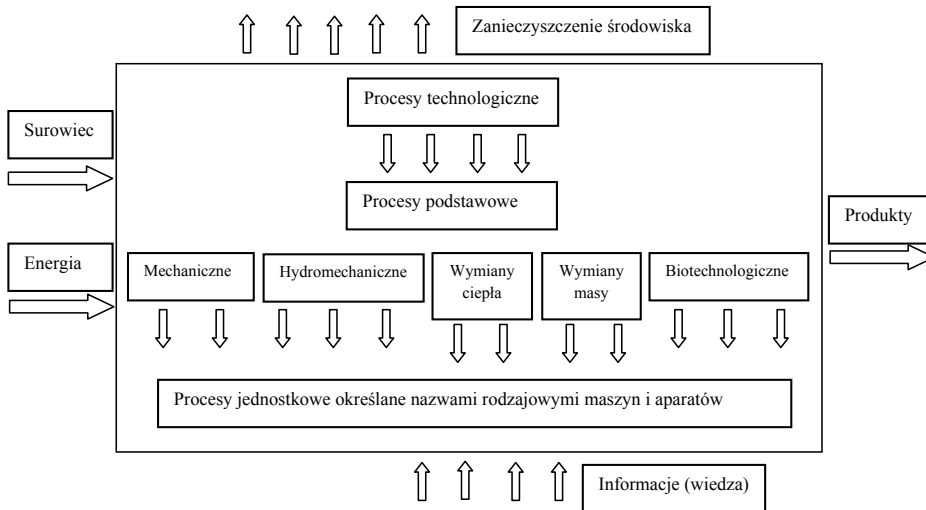 Zanieczyszczenie środowiska
Procesy technologiczne
Surowiec
Procesy podstawowe
Produkty
Energia
Mechaniczne
Hydromechaniczne
Wymiany
ciepła
Wymiany
masy
Biotechnologiczne
Procesy jednostkowe określane nazwami rodzajowymi maszyn i aparatów
Informacje (wiedza)